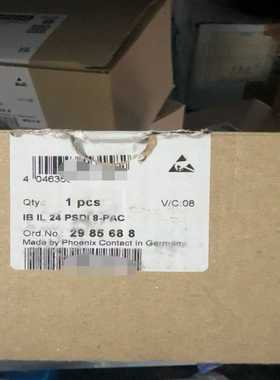 4 04635
Qty.: 1 pcs V/C:08
IB IL 24 PSDI 8-PAC
Ord.No.: 29 85 68 8
Made by Phoenix Contact in Germany